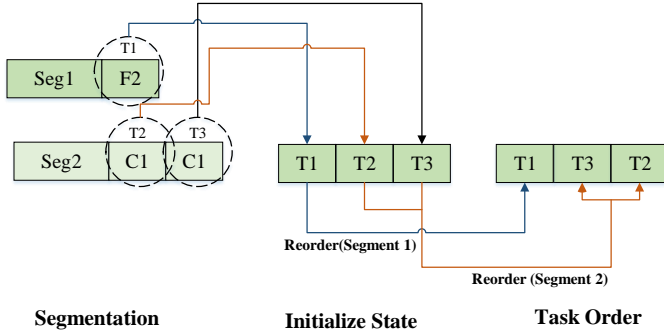 T1
Seg1 F2
T2 T3
Seg2 C1 C1
T1 T2 T3
T1 T3 T2
Reorder(Segment 1)
Reorder (Segment 2)
Segmentation Initialize State Task Order